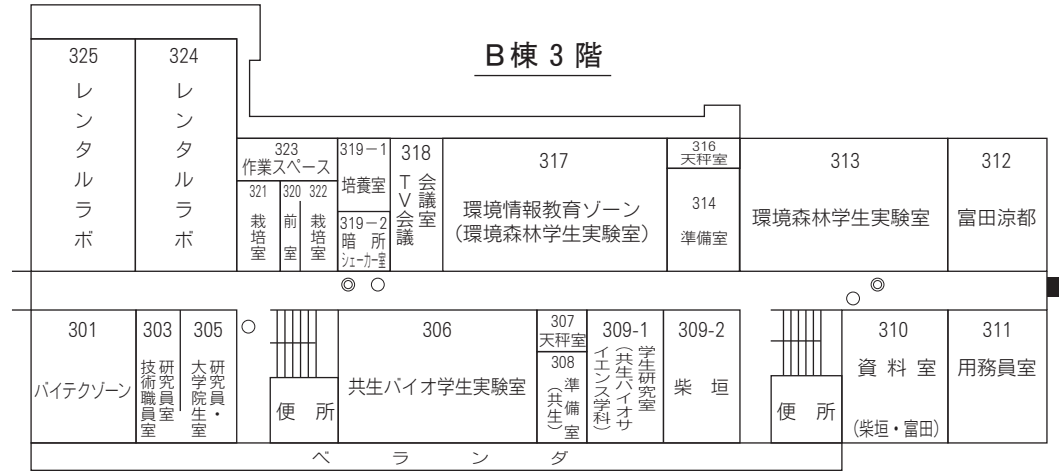 B棟3階
325
レンタルラボ
324
レンタルラボ
323
作業スペース
321
栽培室
320
前室
322
栽培室
319−1
培養室
319−2
暗所
シェーカー室
318
会議室
TV会議
317
環境情報教育ゾーン
(環境森林学生実験室)
316
天秤室
314
準備室
313
環境森林学生実験室
312
富田涼都
301
バイテクゾーン
303
研究員室
技術職員室
305
研究員・
大学院生室
便所
306
共生バイオ学生実験室
307
天秤室
308
準備室
(共生)
309-1
学生研究室
(共生バイオサ
イエンス学科)
309-2
柴垣
便所
310
資料室
(柴垣・富田)
311
用務員室
ベランダ